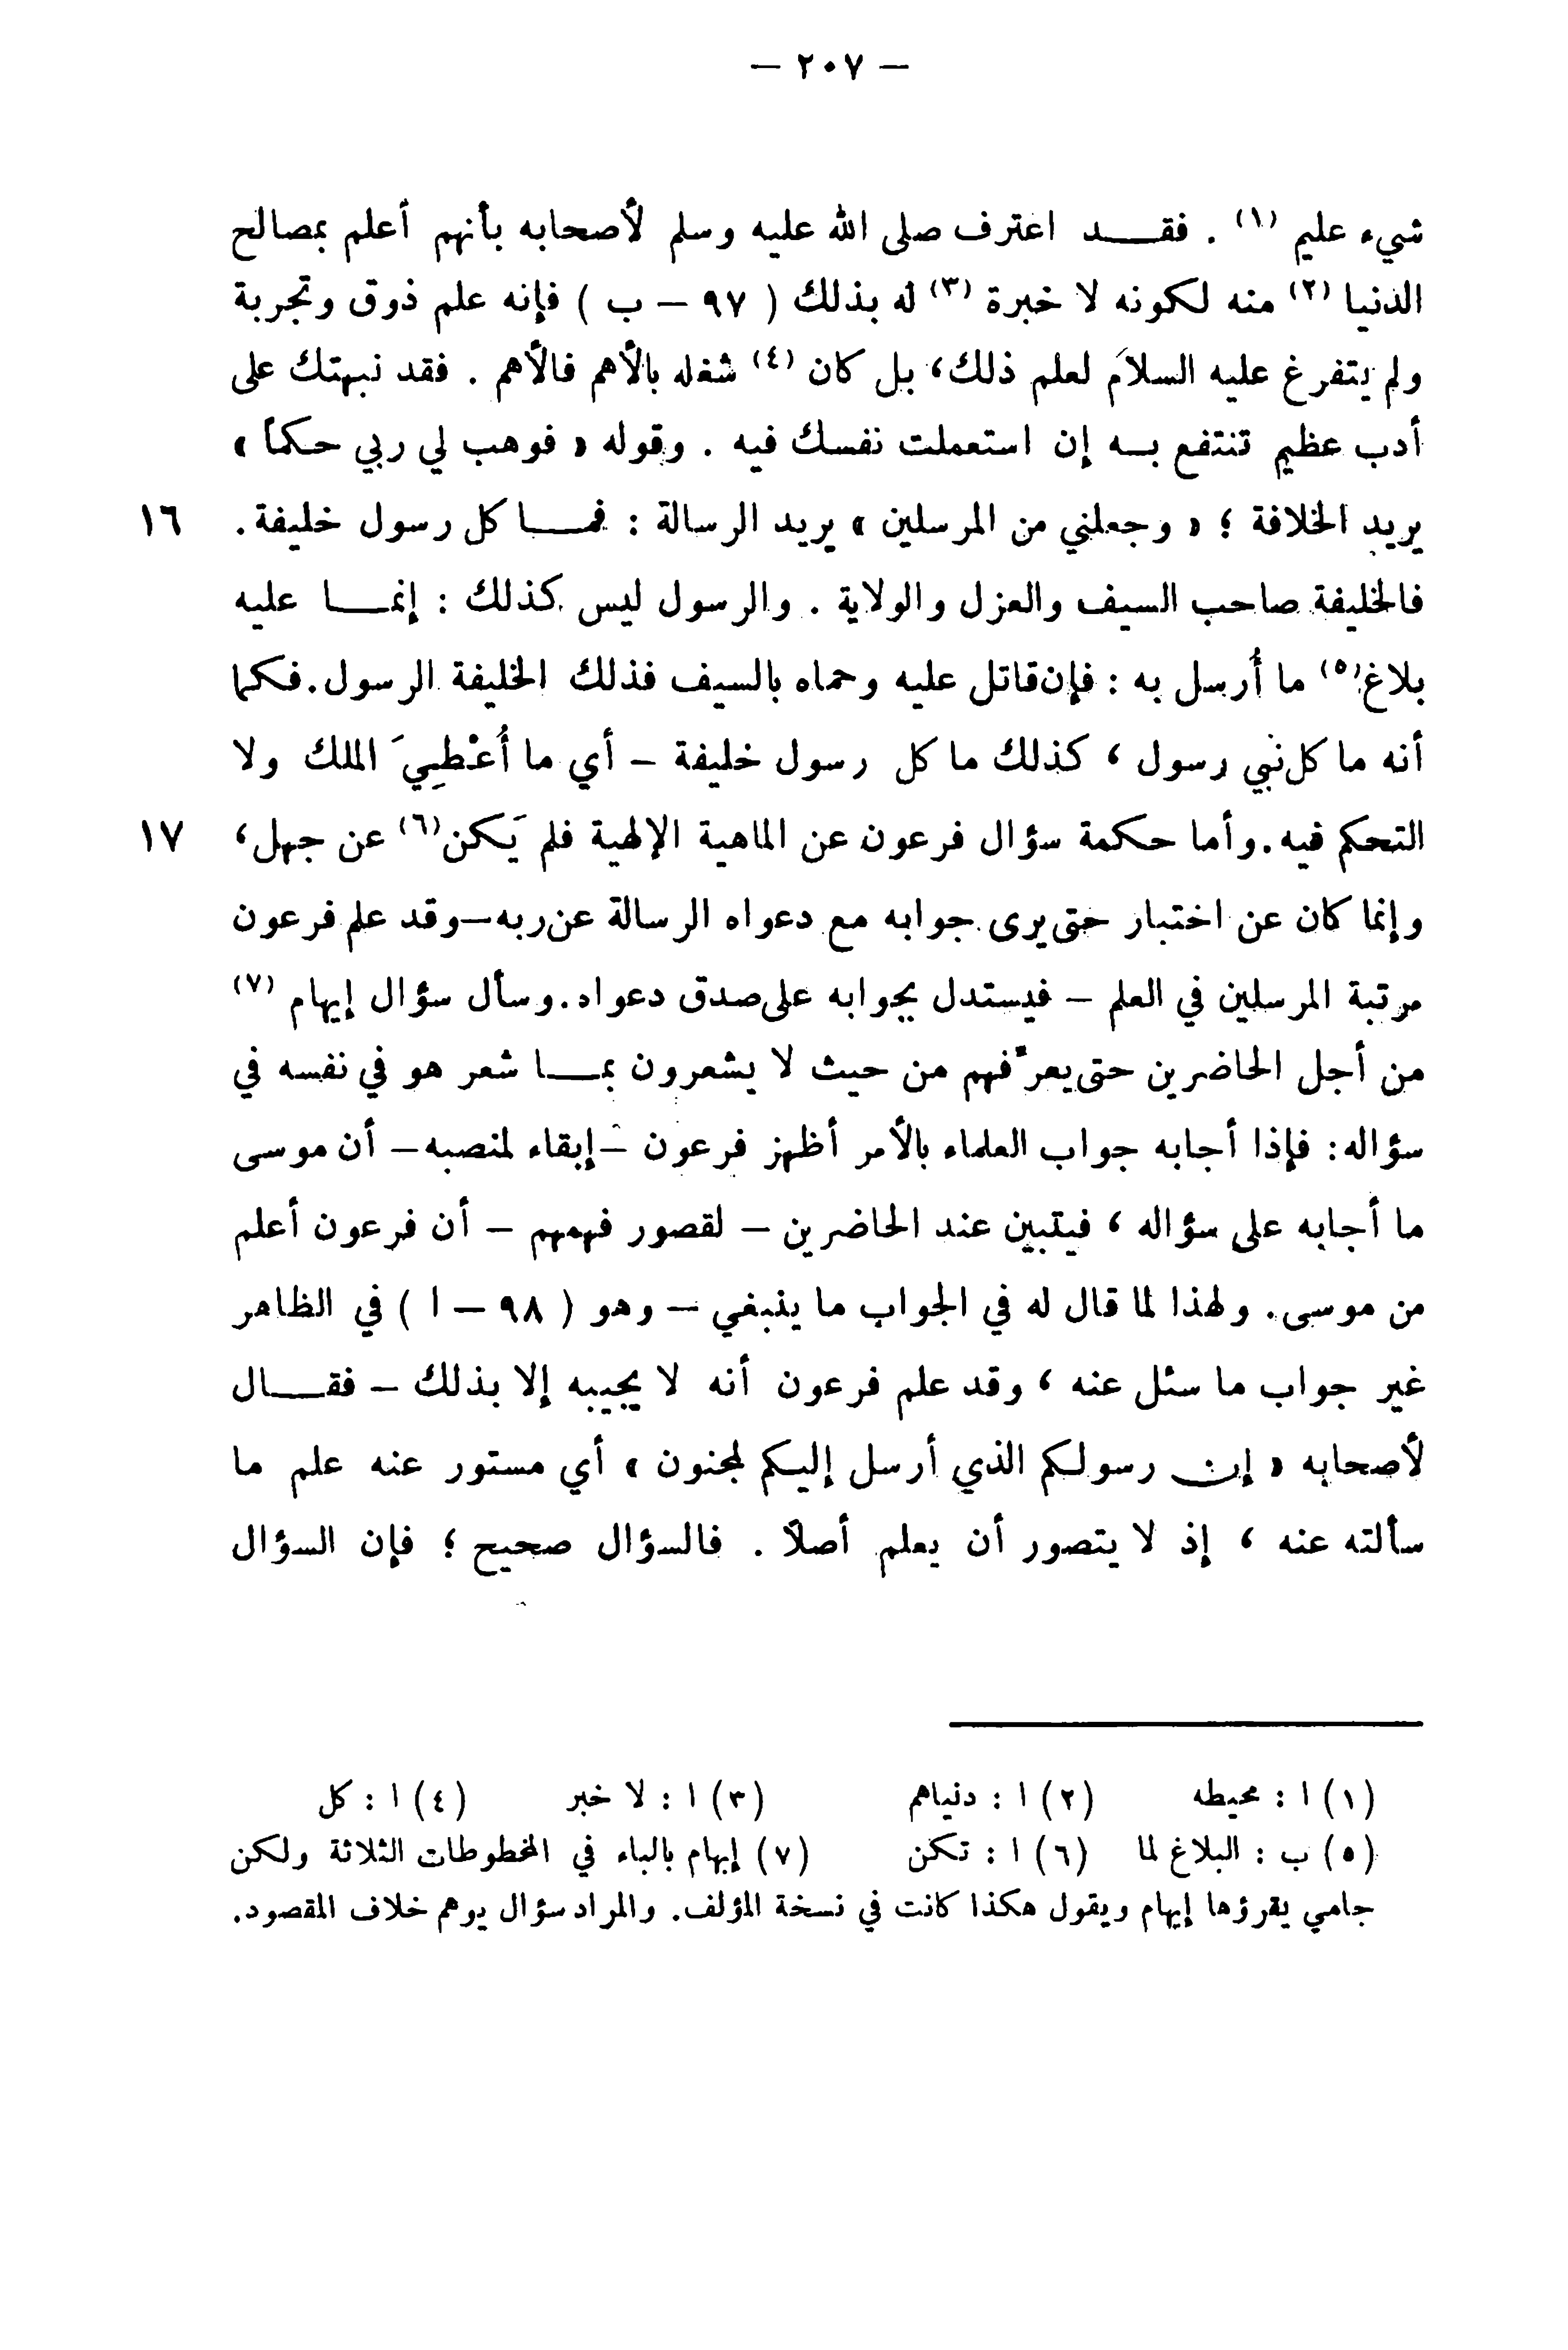 — ٢٠٧ —
شيء عليم (١) . فقـــد اعترف صلى الله عليه وسلم لأصحابه بأنهم أعلم بمصالح
الدنيا (٢) منه لكونه لا خبرة (٣) له بذلك ( ٩٧ – ب ) فإنه علم ذوق وتجربة
ولم يتفرغ عليه السلام لعلم ذلك، بل كان (٤) شغله بالأهم فالأهم . فقد نبهتك على
أدب عظيم تنتفع بـه إن استعملت نفسك فيه . وقوله « فوهب لي ربي حكماً »
يريد الخلافة ؛ « وجعلني من المرسلين » يريد الرسالة : فمـــا كل رسول خليفة . ١٦
فالخليفة صاحب السيف والعزل والولاية . والرسول ليس كذلك : إنمـــا عليه
بلاغ(٥) ما أُرسل به : فإن قاتل عليه وحماه بالسيف فذلك الخليفة الرسول. فكما
أنه ما كل نبي رسول ، كذلك ما كل رسول خليفة – أي ما أُعْطِيَ الملك ولا
التحكم فيه. وأما حكمة سؤال فرعون عن الماهية الإلهية فلم يَكن(٦) عن جهل، ١٧
وإنما كان عن اختبار حتى يرى جوابه مع دعواه الرسالة عن ربه–وقد علم فرعون
مرتبة المرسلين في العلم – فيستدل بجوابه على صدق دعواه. وسأل سؤال إيهام (٧)
من أجل الحاضرين حتى يعرِّفهم من حيث لا يشعرون بمـــا شعر هو في نفسه في
سؤاله: فإذا أجابه جواب العلماء بالأمر أظهز فرعون –إبقاء لمنصبه– أن موسى
ما أجابه على سؤاله ، فيتبين عند الحاضرين – لقصور فهمهم – أن فرعون أعلم
من موسى. ولهذا لما قال له في الجواب ما ينبغي – وهو ( ٩٨ – ا ) في الظاهر
غير جواب ما سئل عنه ، وقد علم فرعون أنه لا يجيبه إلا بذلك – فقـــال
لأصحابه « إن رسولكم الذي أرسل إليكم لمجنون » أي مستور عنه علم ما
سألته عنه ، إذ لا يتصور أن يعلم أصلًا . فالسؤال صحيح ؛ فإن السؤال
(١) ا : محيطه (٢) ا : دنياهم (٣) ا : لا خبر (٤) ا : كل
(٥) ب : البلاغ لما (٦) ا : تكن (٧) إبهام بالباء في المخطوطات الثلاثة ولكن
جامي يقرؤها إيهام ويقول هكذا كانت في نسخة المؤلف. والمراد سؤال يوهم خلاف المقصود.